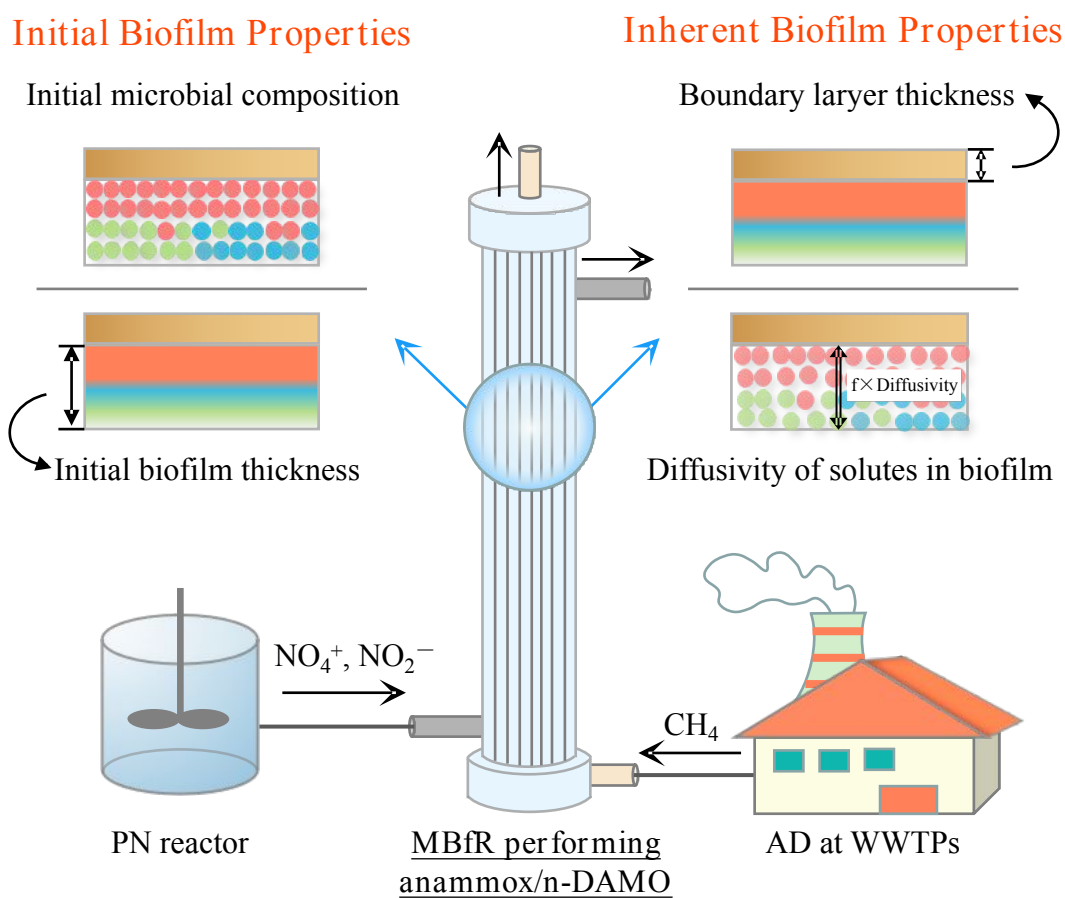 Initial Biofilm Properties
Inherent Biofilm Properties
Initial microbial composition
Boundary laryer thickness
f×Diffusivity
Initial biofilm thickness
Diffusivity of solutes in biofilm
NO₄⁺, NO₂⁻
CH₄
PN reactor
MBfR performing
anammox/n-DAMO
AD at WWTPs